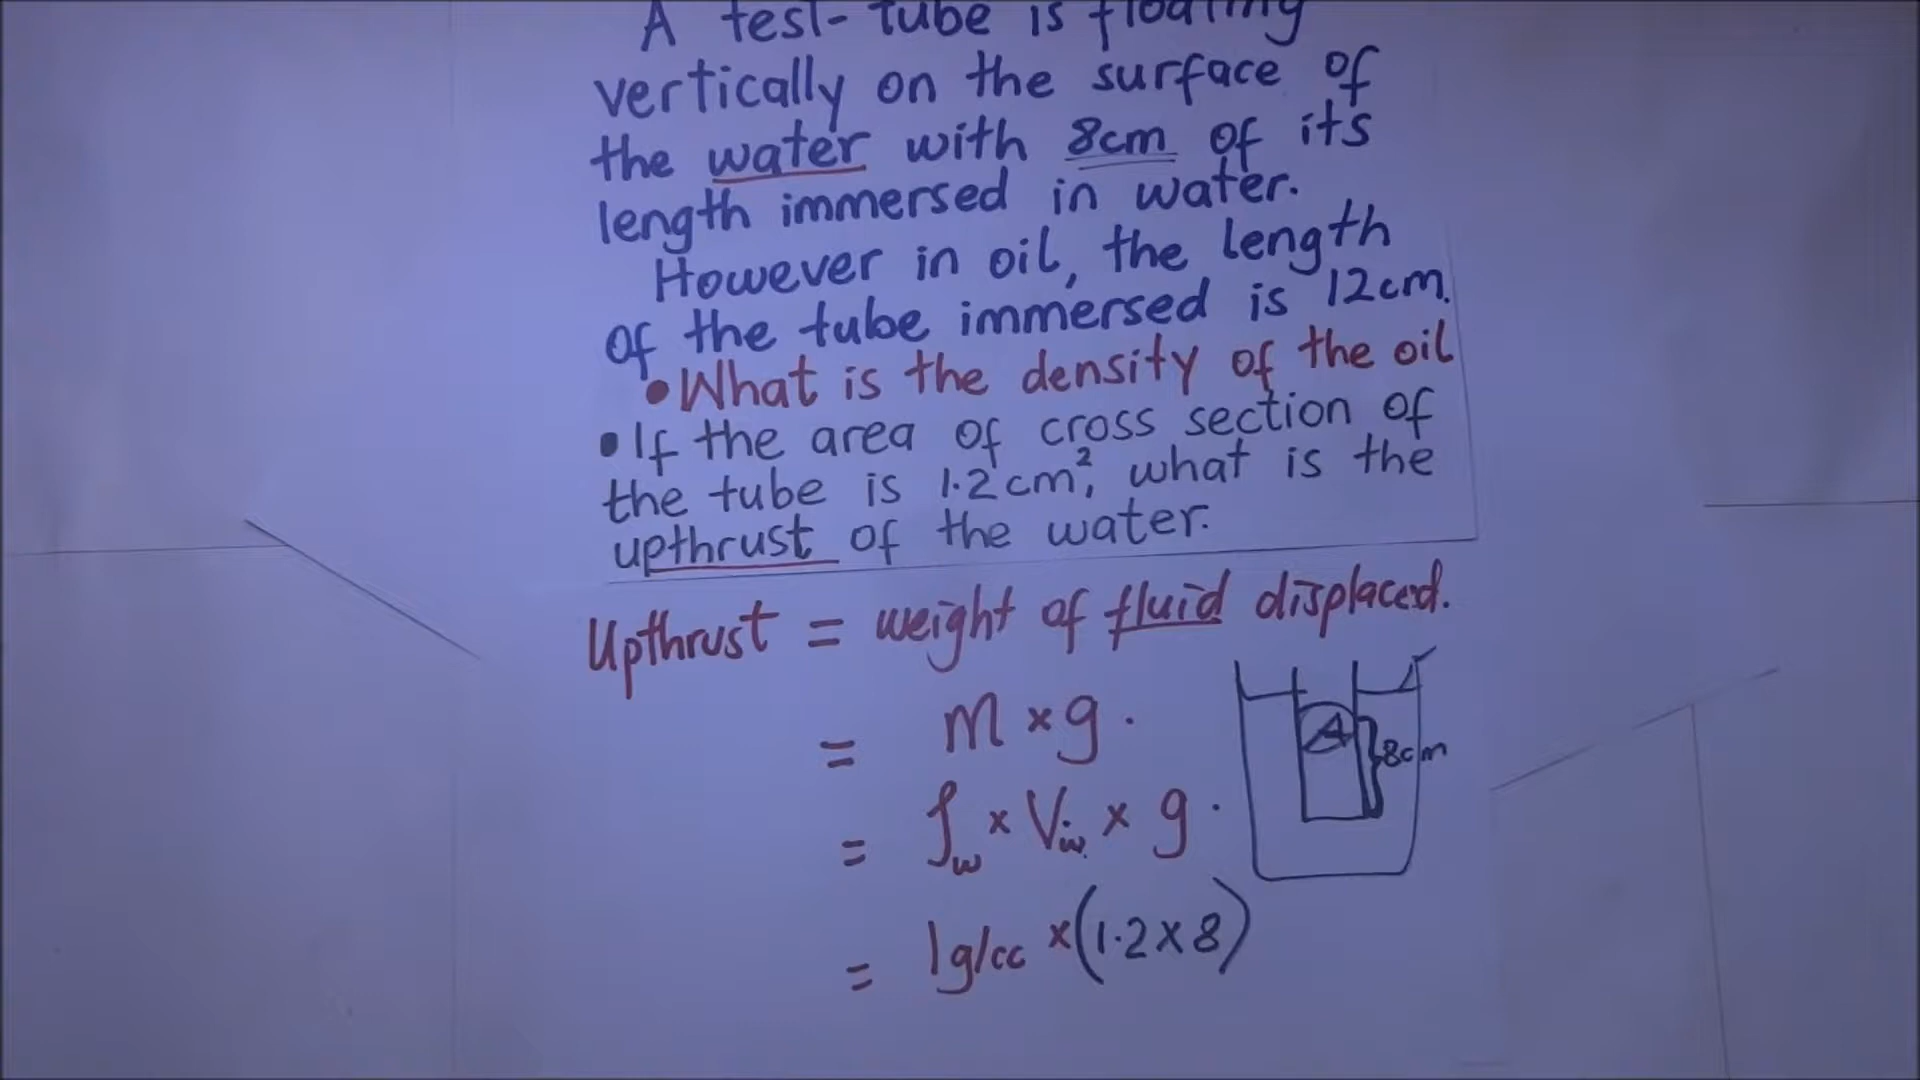 A test-tube is floating
vertically on the surface of
the water with 8cm of its
length immersed in water.
However in oil, the length
of the tube immersed is 12cm.
• What is the density of the oil
• If the area of cross section of
the tube is 1.2cm², what is the
upthrust of the water.
Upthrust = weight of fluid displaced.
= m × g.
A
8cm
= ρw × Vw × g.
= 1g/cc × (1.2 × 8)